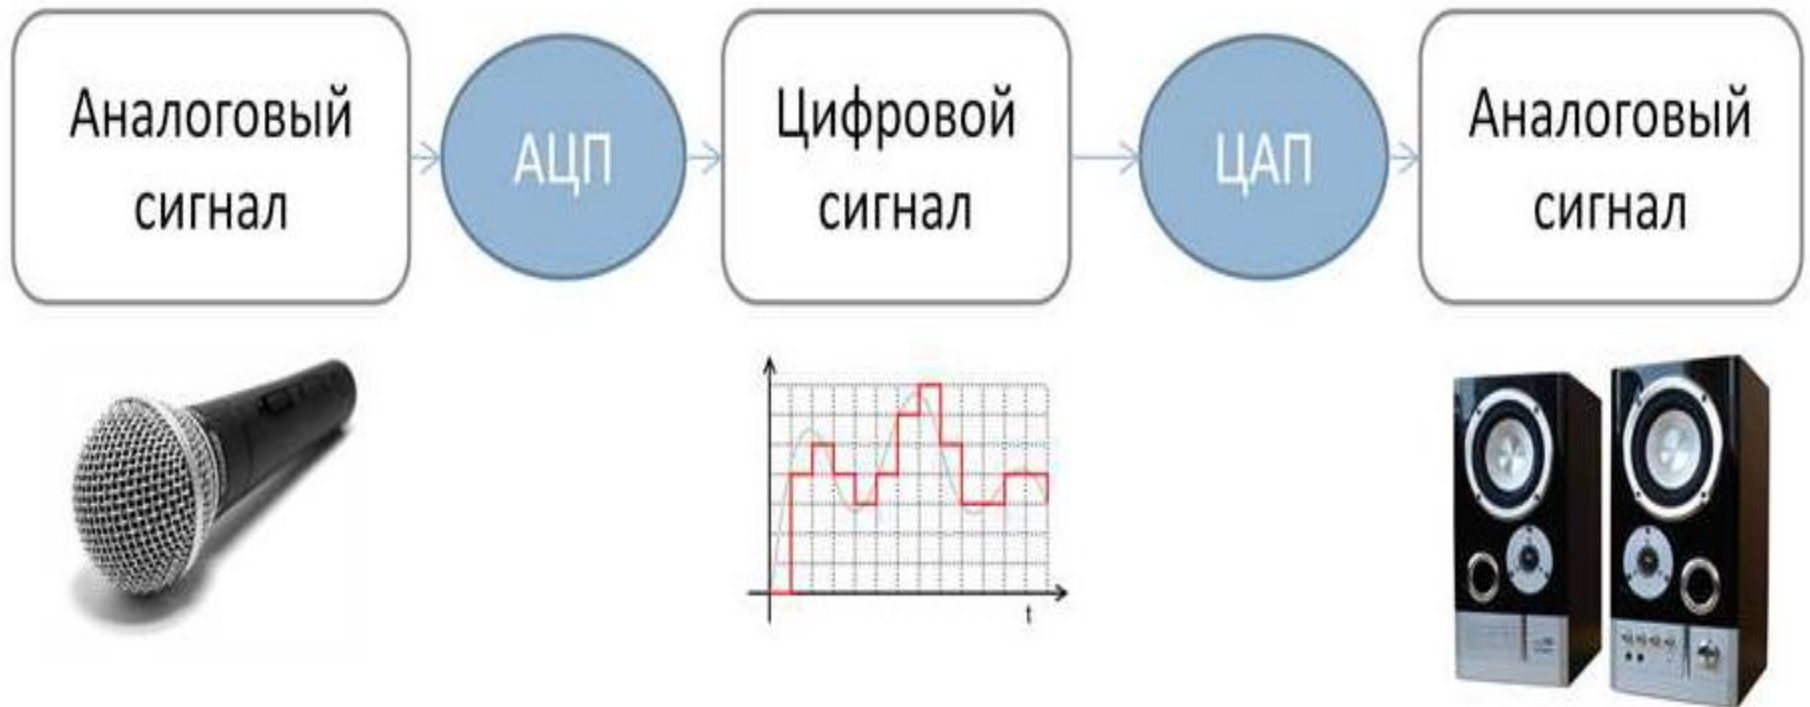 Аналоговый
сигнал
АЦП
Цифровой
сигнал
ЦАП
Аналоговый
сигнал
t